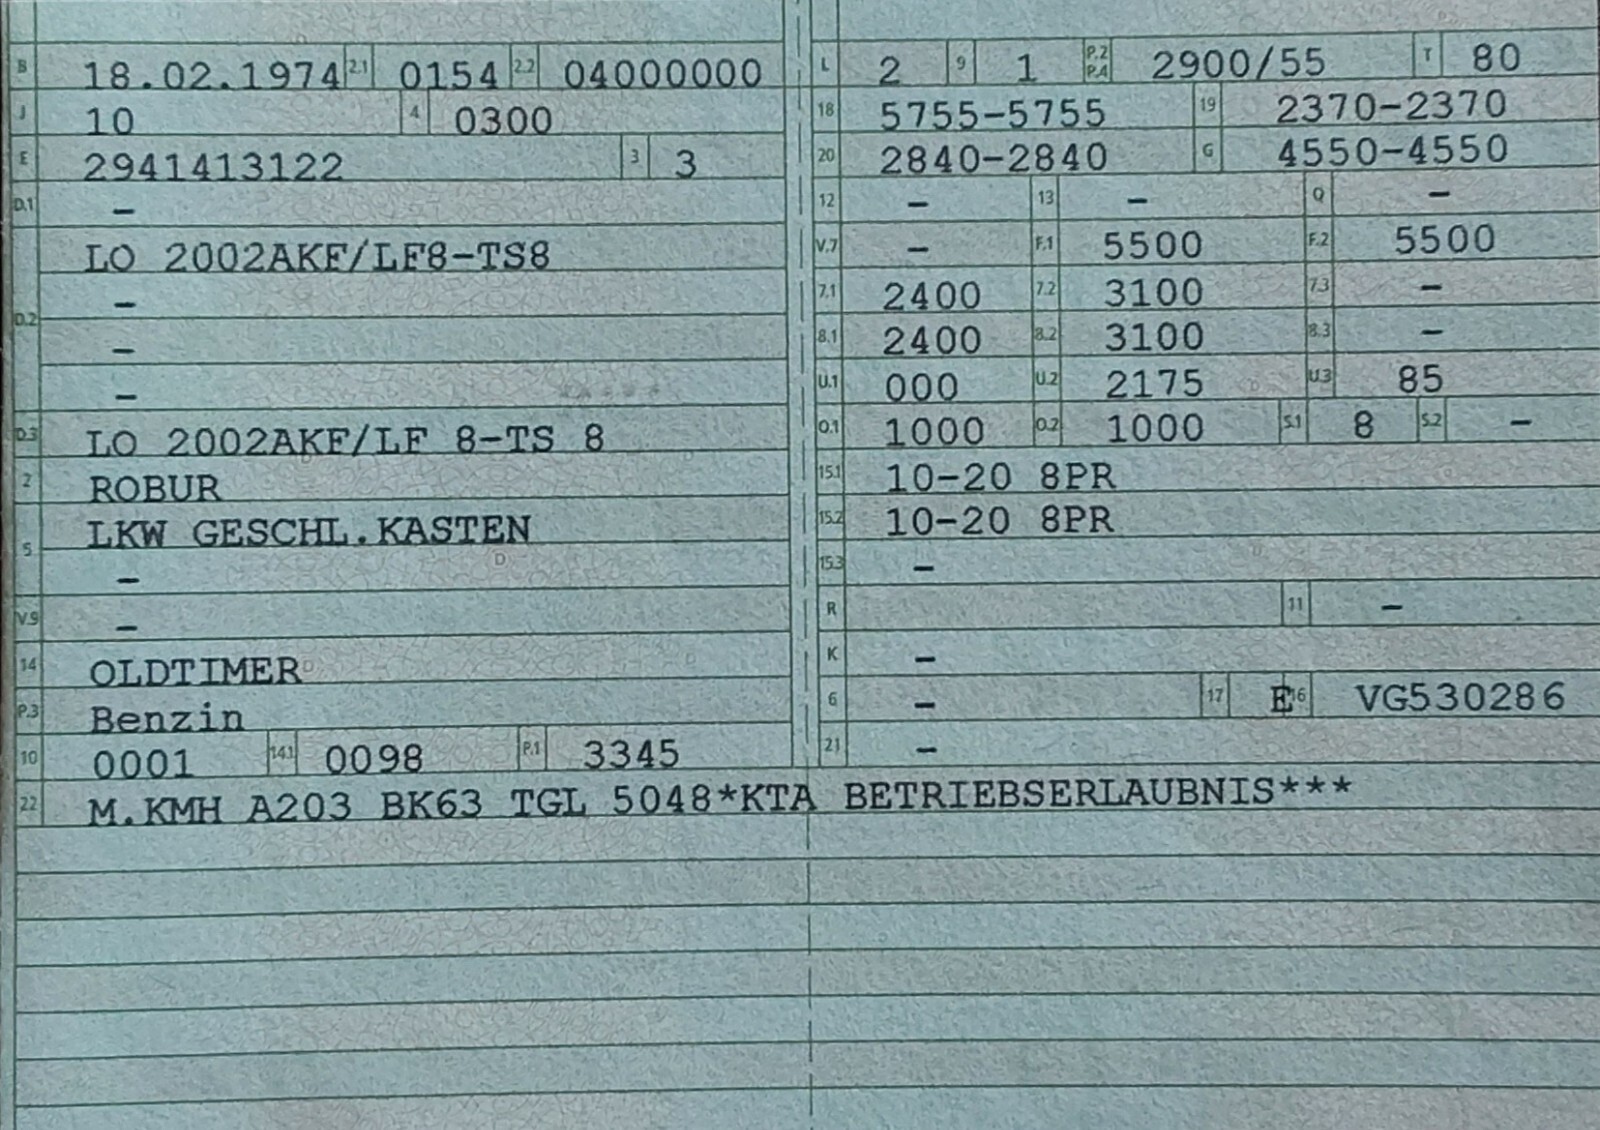 B 18.02.1974 2.1 0154 2.2 04000000
J 10 4 0300
E 2941413122 3 3
D.1 –
LO 2002AKF/LF8-TS8
D.2 –
–
–
D.3 LO 2002AKF/LF 8-TS 8
2 ROBUR
5 LKW GESCHL.KASTEN
–
V.9 –
14 OLDTIMER
P.3 Benzin
10 0001 14.1 0098 P.1 3345
L 2 9 1 P.2 P.4 2900/55 T 80
18 5755-5755 19 2370-2370
20 2840-2840 G 4550-4550
12 – 13 – Q –
V.7 – F.1 5500 F.2 5500
7.1 2400 7.2 3100 7.3 –
8.1 2400 8.2 3100 8.3 –
U.1 000 U.2 2175 U.3 85
O.1 1000 O.2 1000 S.1 8 S.2 –
15.1 10-20 8PR
15.2 10-20 8PR
15.3 –
R 11 –
K –
6 – 17 E 16 VG530286
21 –
22 M.KMH A203 BK63 TGL 5048*KTA BETRIEBSERLAUBNIS***